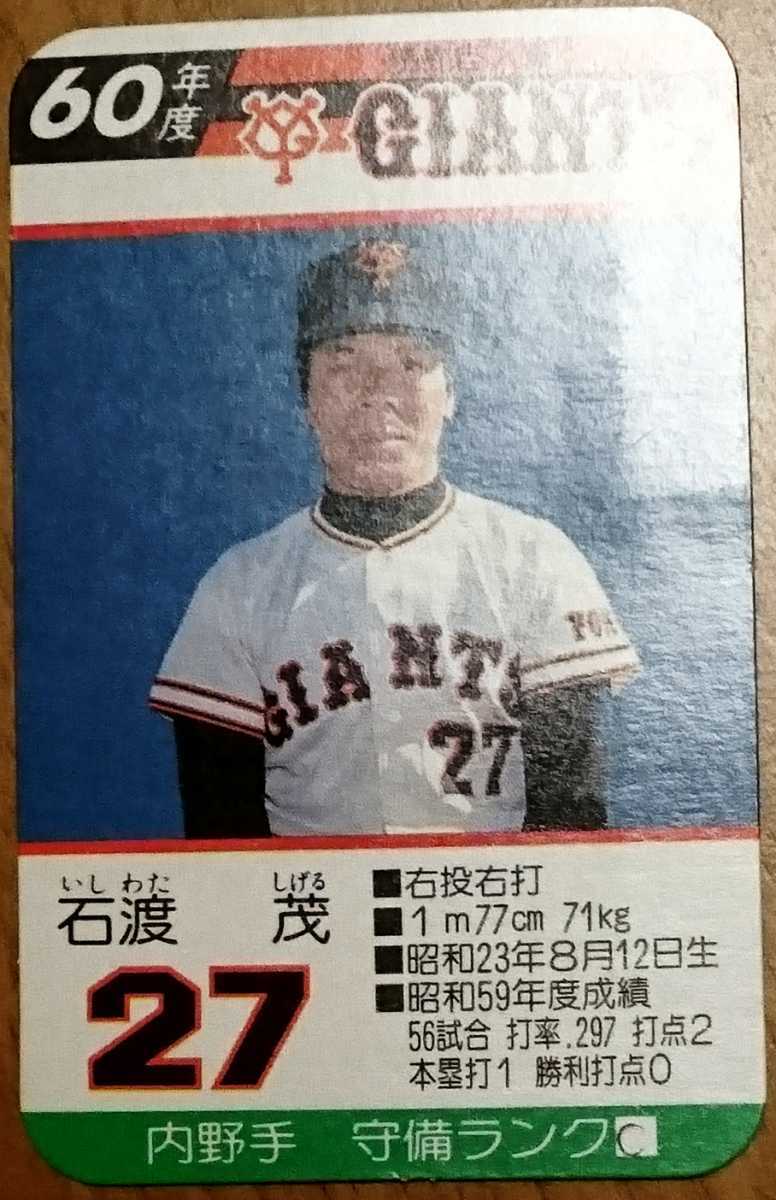 60年度 GIANT
GIANTS
27
いし わた しげる
石渡 茂
27
■右投右打
■1m77cm 71kg
■昭和23年8月12日生
■昭和59年度成績
56試合 打率.297 打点2
本塁打1 勝利打点0
内野手 守備ランクC